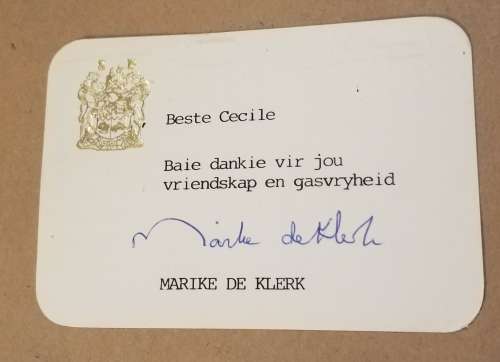 Beste Cecile
Baie dankie vir jou
vriendskap en gasvryheid
Marike de Klerk
MARIKE DE KLERK